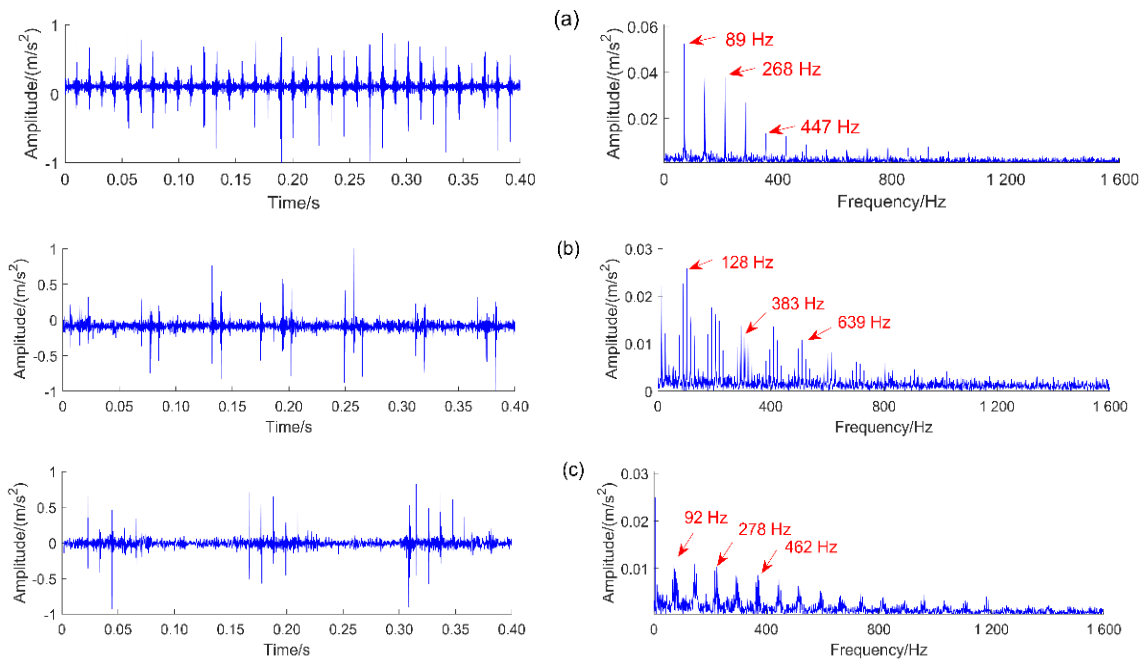 (a)
Amplitude/(m/s²)
1
0
-1
0 0.05 0.10 0.15 0.20 0.25 0.30 0.35 0.40
Time/s
Amplitude/(m/s²)
0.06
0.04
0.02
89 Hz
268 Hz
447 Hz
0 400 800 1 200 1 600
Frequency/Hz
(b)
Amplitude/(m/s²)
1
0.5
0
-0.5
-1
0 0.05 0.10 0.15 0.20 0.25 0.30 0.35 0.40
Time/s
Amplitude/(m/s²)
0.03
0.02
0.01
0
128 Hz
383 Hz
639 Hz
0 400 800 1 200 1 600
Frequency/Hz
(c)
Amplitude/(m/s²)
1
0.5
0
-0.5
-1
0 0.05 0.10 0.15 0.20 0.25 0.30 0.35 0.40
Time/s
Amplitude/(m/s²)
0.03
0.02
0.01
92 Hz
278 Hz
462 Hz
0 400 800 1 200 1 600
Frequency/Hz